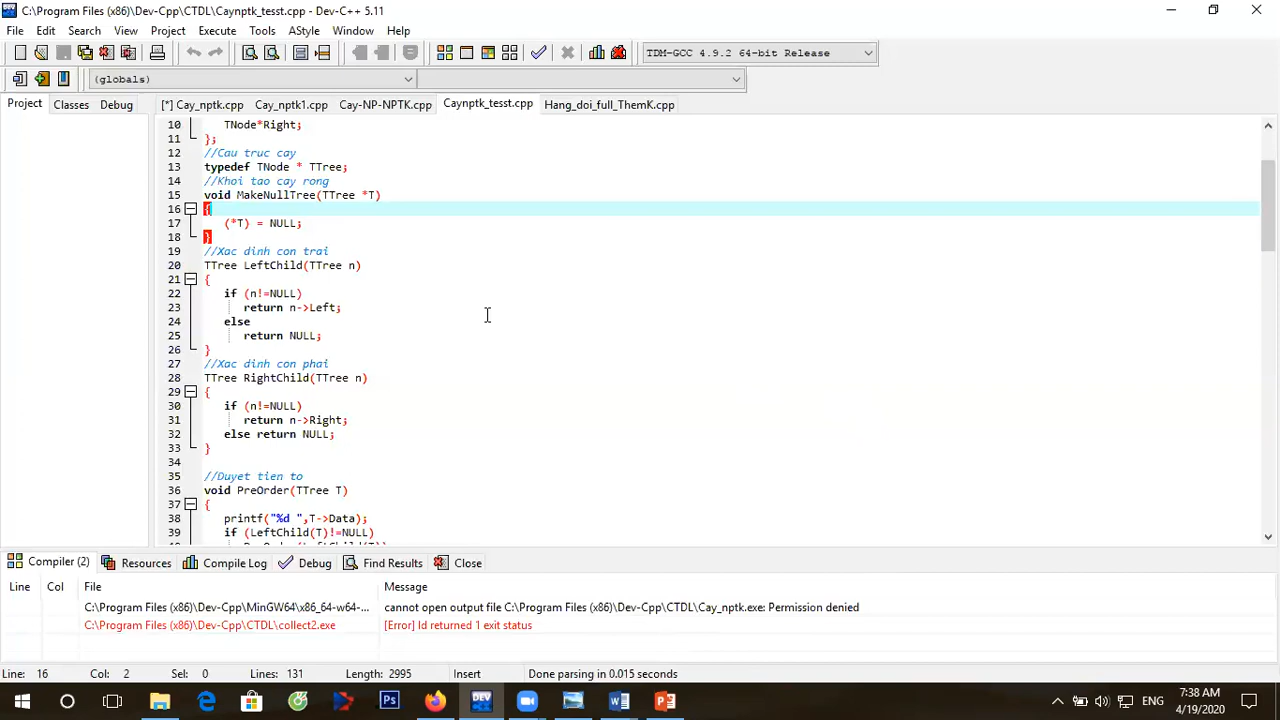 C:\Program Files (x86)\Dev-Cpp\CTDL\Caynptk_tesst.cpp - Dev-C++ 5.11
File Edit Search View Project Execute Tools AStyle Window Help
TDM-GCC 4.9.2 64-bit Release
(globals)
Project Classes Debug [*] Cay_nptk.cpp Cay_nptk1.cpp Cay-NP-NPTK.cpp Caynptk_tesst.cpp Hang_doi_full_ThemK.cpp
10 TNode*Right;
11 };
12 //Cau truc cay
13 typedef TNode * TTree;
14 //Khoi tao cay rong
15 void MakeNullTree(TTree *T)
16 {
17 (*T) = NULL;
18 }
19 //Xac dinh con trai
20 TTree LeftChild(TTree n)
21 {
22 if (n!=NULL)
23 return n->Left;
24 else
25 return NULL;
26 }
27 //Xac dinh con phai
28 TTree RightChild(TTree n)
29 {
30 if (n!=NULL)
31 return n->Right;
32 else return NULL;
33 }
34
35 //Duyet tien to
36 void PreOrder(TTree T)
37 {
38 printf("%d ",T->Data);
39 if (LeftChild(T)!=NULL)
Compiler (2) Resources Compile Log Debug Find Results Close
Line Col File Message
C:\Program Files (x86)\Dev-Cpp\MinGW64\x86_64-w64-... cannot open output file C:\Program Files (x86)\Dev-Cpp\CTDL\Cay_nptk.exe: Permission denied
C:\Program Files (x86)\Dev-Cpp\CTDL\collect2.exe [Error] ld returned 1 exit status
Line: 16 Col: 2 Sel: 0 Lines: 131 Length: 2995 Insert Done parsing in 0.015 seconds
DEV
Ps
ENG
7:38 AM
4/19/2020